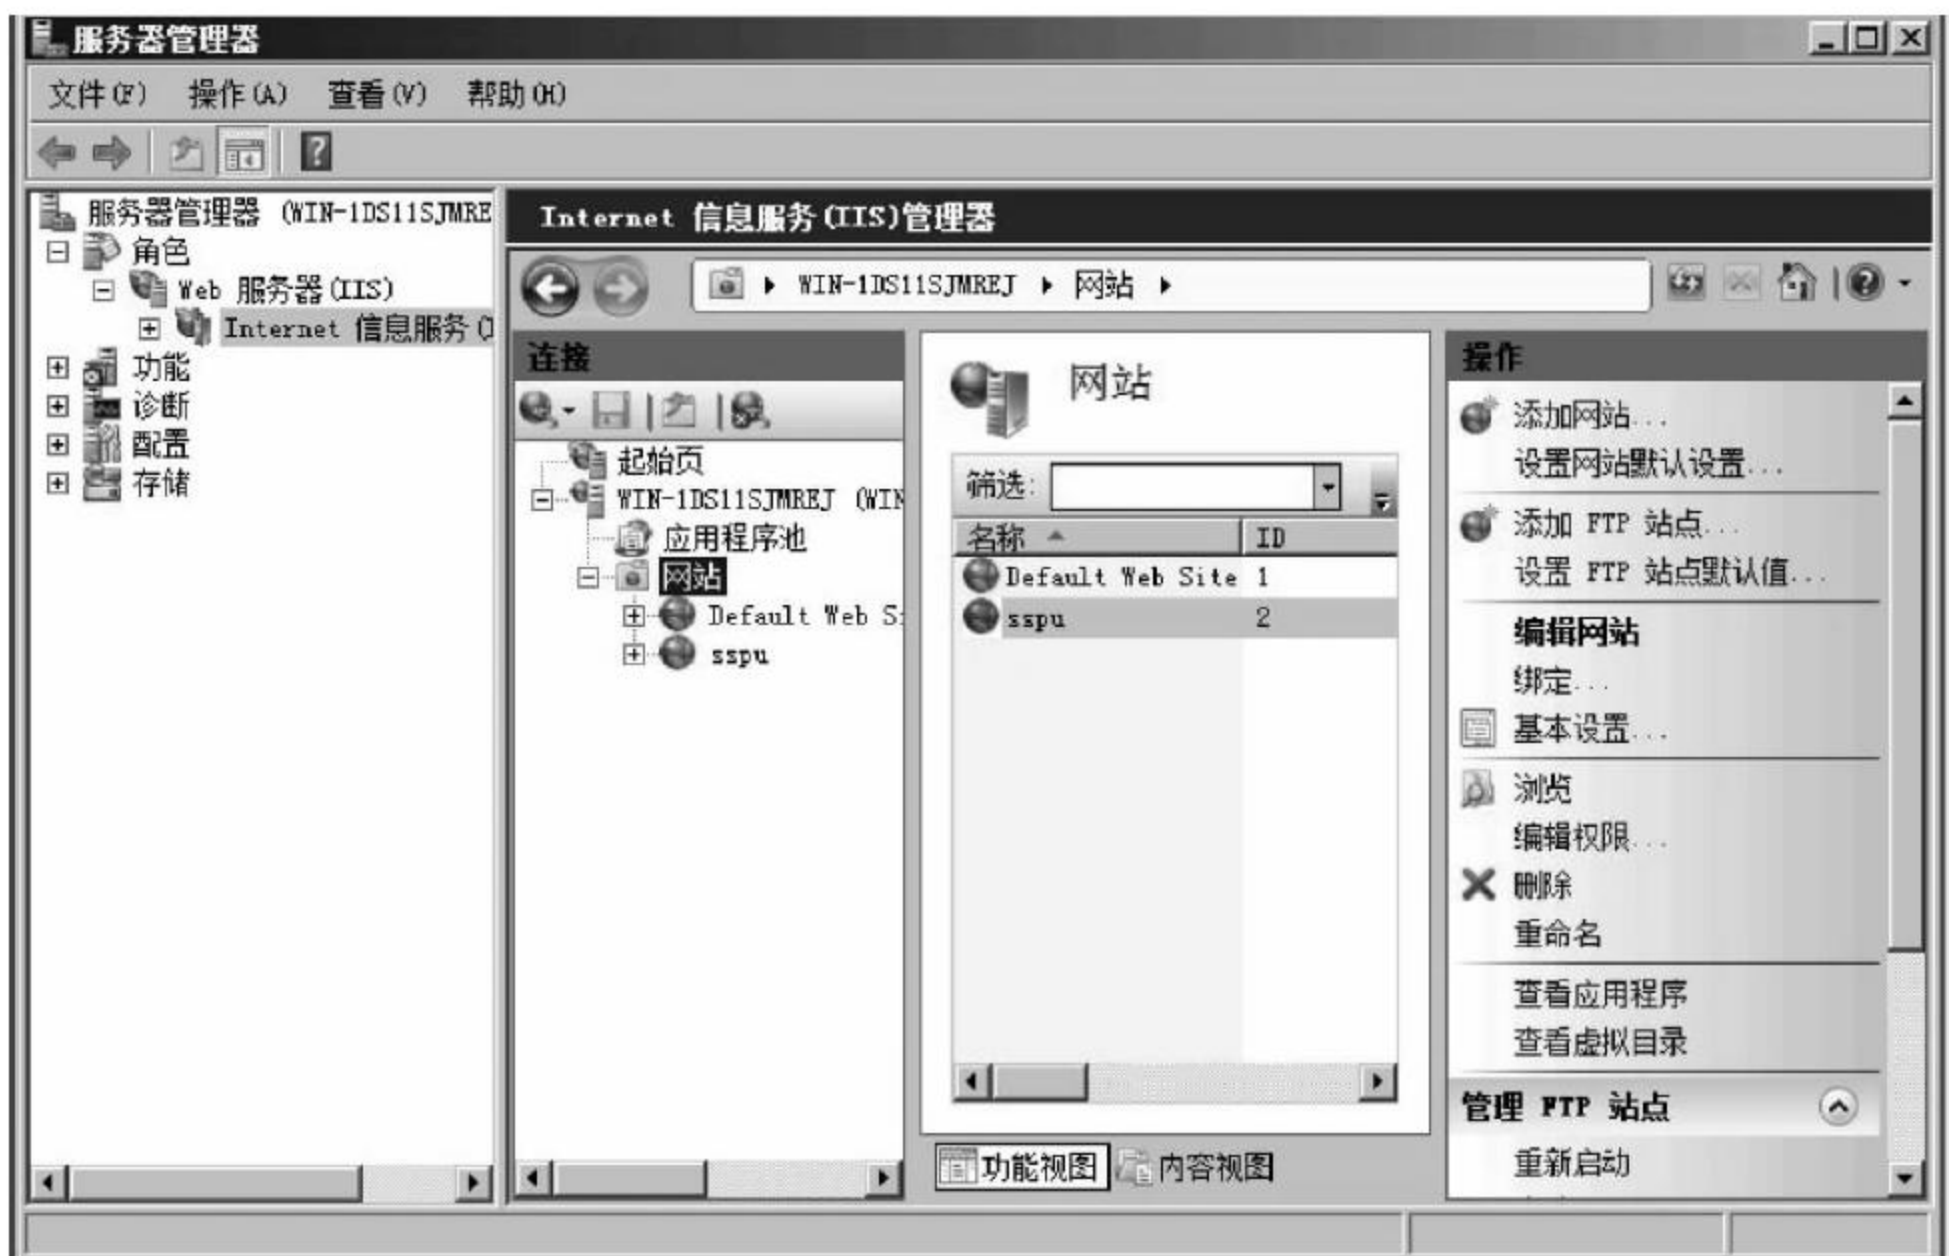 服务器管理器
文件(F) 操作(A) 查看(V) 帮助(H)
服务器管理器 (WIN-1DS11SJMRE
角色
Web 服务器(IIS)
Internet 信息服务(I
功能
诊断
配置
存储
Internet 信息服务(IIS)管理器
WIN-1DS11SJMREJ 网站
连接
起始页
WIN-1DS11SJMREJ (WIN
应用程序池
网站
Default Web Si
sspu
网站
筛选:
名称 ID
Default Web Site 1
sspu 2
功能视图 内容视图
操作
添加网站...
设置网站默认设置...
添加 FTP 站点...
设置 FTP 站点默认值...
编辑网站
绑定...
基本设置...
浏览
编辑权限...
删除
重命名
查看应用程序
查看虚拟目录
管理 FTP 站点
重新启动